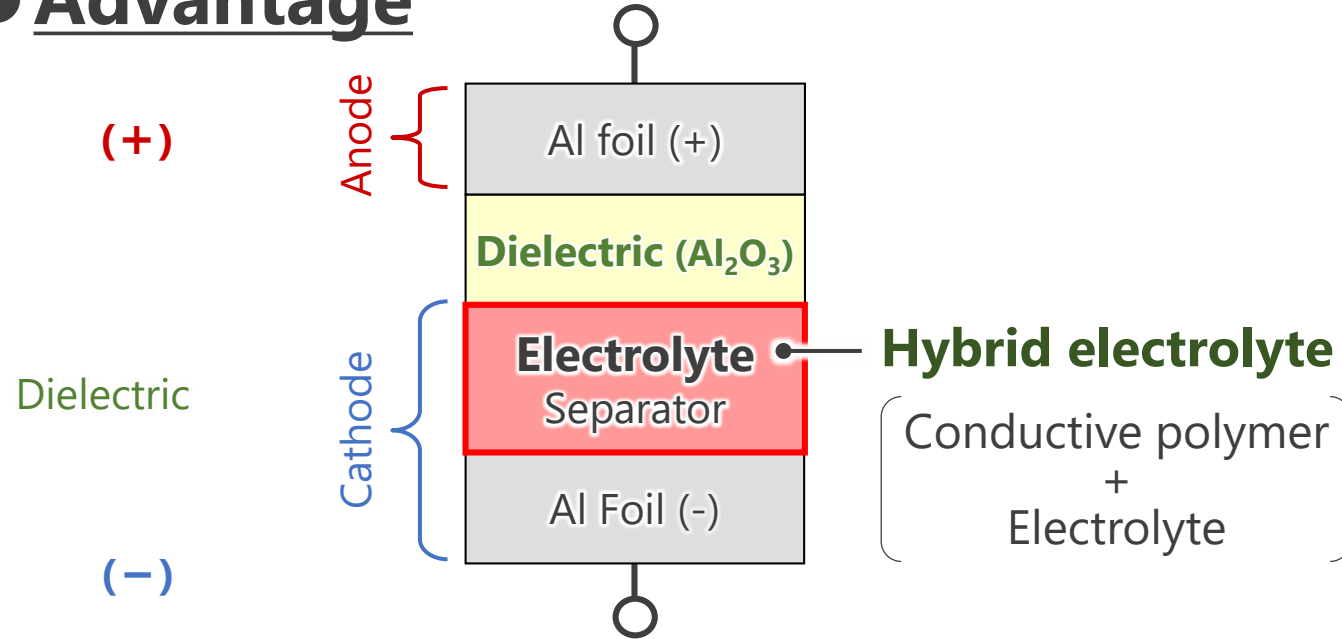 Advantage
(+)
Anode
Al foil (+)
Dielectric (Al₂O₃)
Dielectric
Cathode
Electrolyte
Separator
Hybrid electrolyte
Conductive polymer
+
Electrolyte
Al Foil (-)
(−)